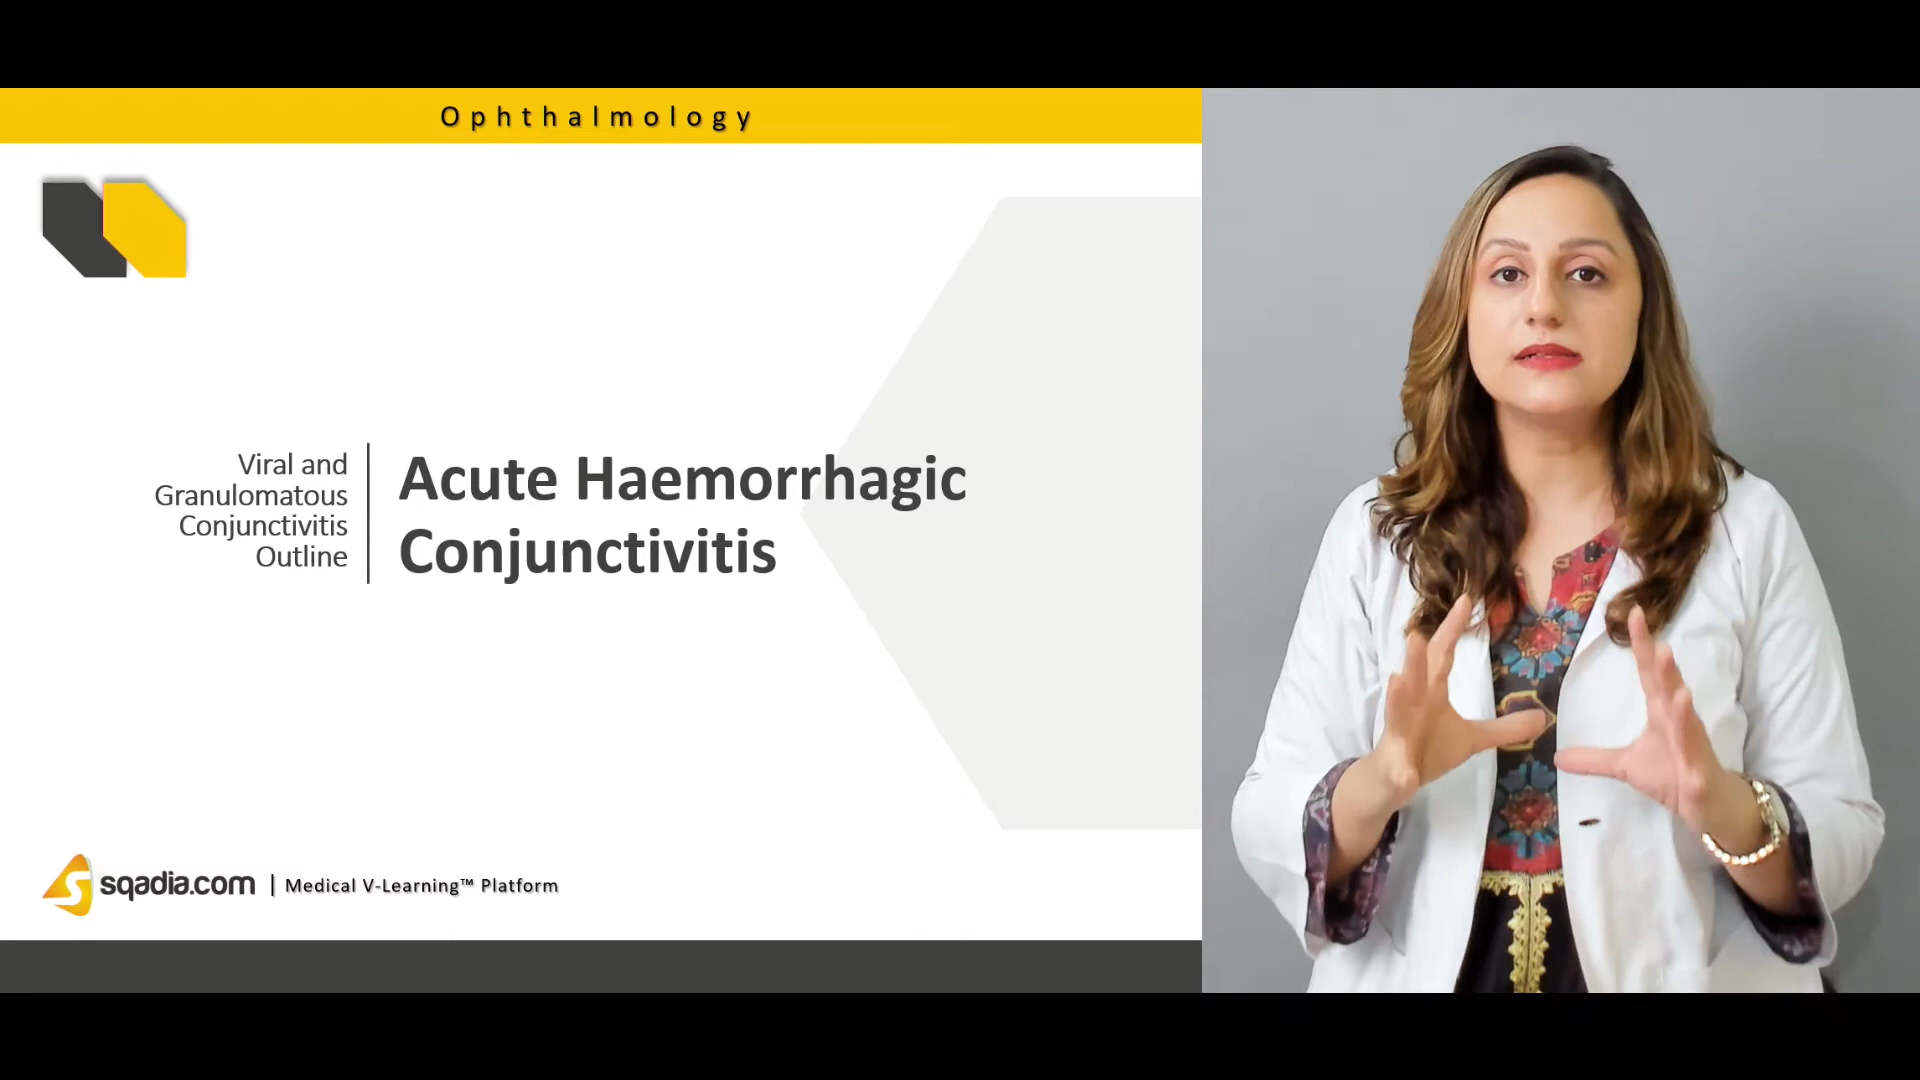 Ophthalmology
Viral and
Granulomatous
Conjunctivitis
Outline
Acute Haemorrhagic
Conjunctivitis
sqadia.com | Medical V-Learning™ Platform